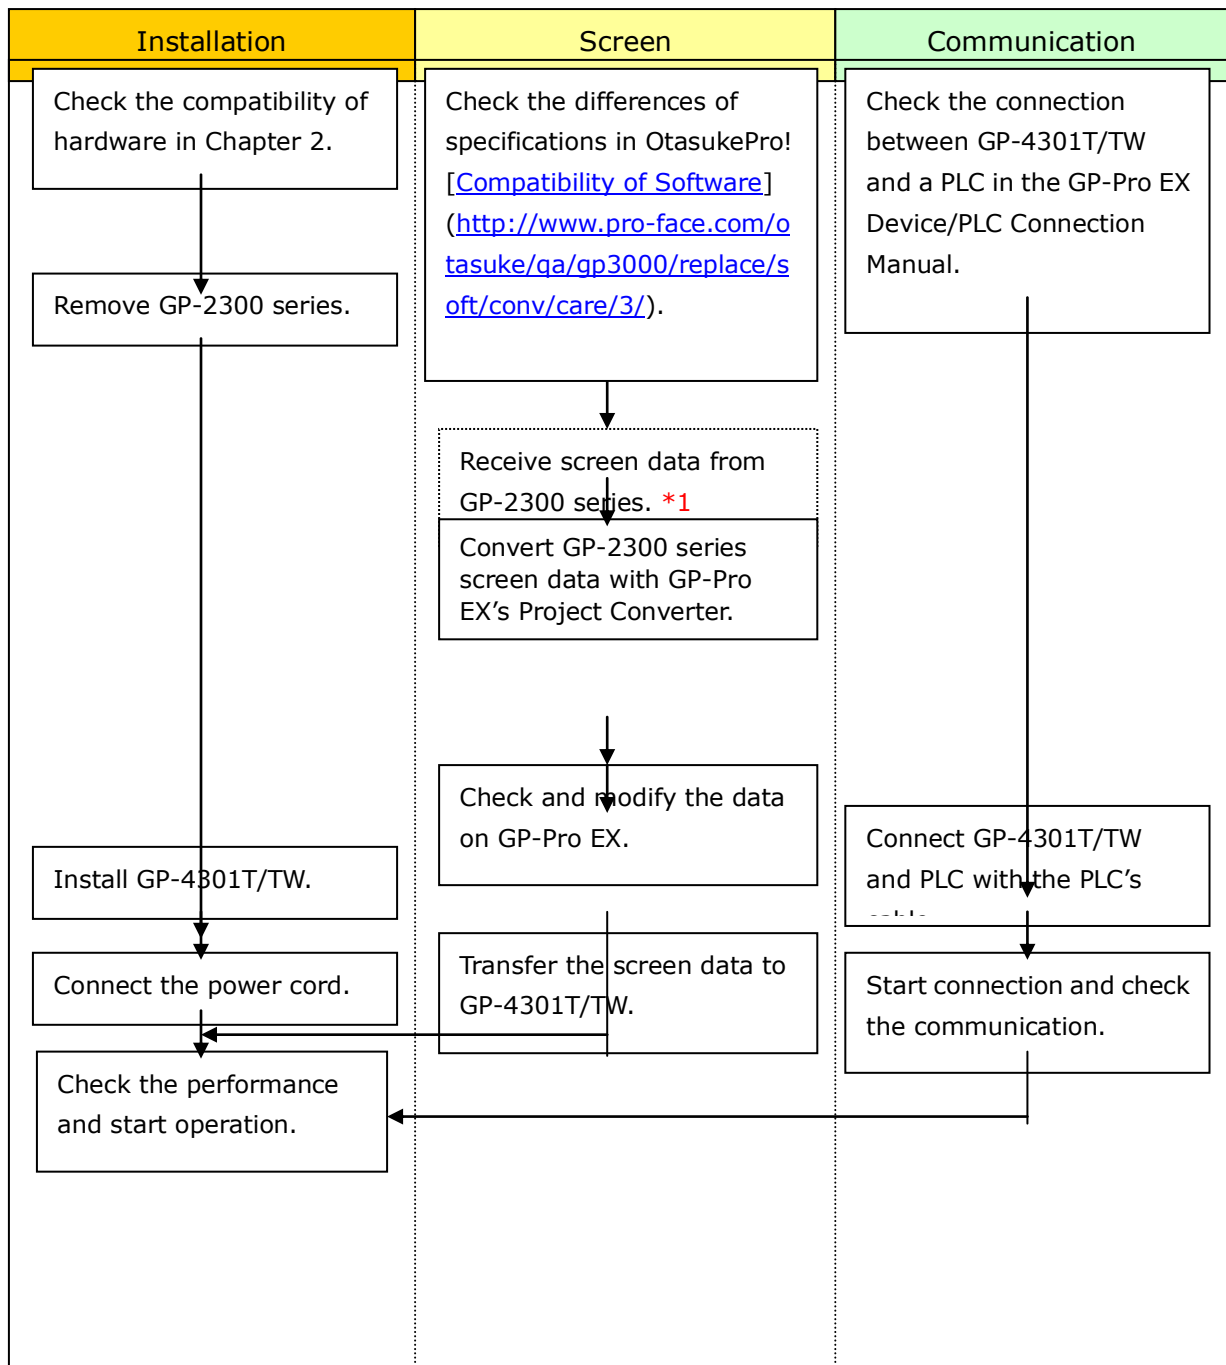 Installation
Screen
Communication
Check the compatibility of
hardware in Chapter 2.
Remove GP-2300 series.
Install GP-4301T/TW.
Connect the power cord.
Check the performance
and start operation.
Check the differences of
specifications in OtasukePro!
[Compatibility of Software]
(http://www.pro-face.com/o
tasuke/qa/gp3000/replace/s
oft/conv/care/3/).
Receive screen data from
GP-2300 series. *1
Convert GP-2300 series
screen data with GP-Pro
EX’s Project Converter.
Check and modify the data
on GP-Pro EX.
Transfer the screen data to
GP-4301T/TW.
Check the connection
between GP-4301T/TW
and a PLC in the GP-Pro EX
Device/PLC Connection
Manual.
Connect GP-4301T/TW
and PLC with the PLC’s
Start connection and check
the communication.